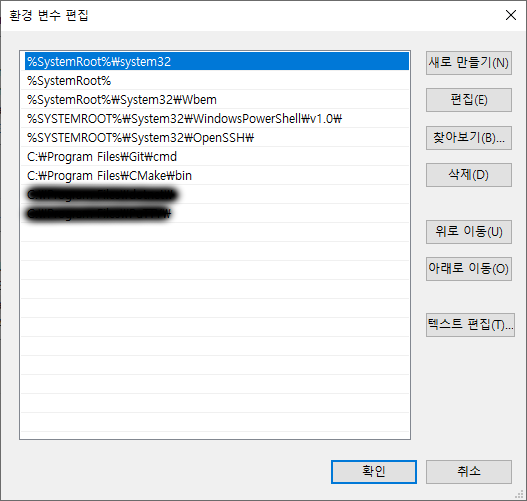 환경 변수 편집
%SystemRoot%₩system32
%SystemRoot%
%SystemRoot%₩System32₩Wbem
%SYSTEMROOT%₩System32₩WindowsPowerShell₩v1.0₩
%SYSTEMROOT%₩System32₩OpenSSH₩
C:₩Program Files₩Git₩cmd
C:₩Program Files₩CMake₩bin
새로 만들기(N)
편집(E)
찾아보기(B)...
삭제(D)
위로 이동(U)
아래로 이동(O)
텍스트 편집(T)...
확인
취소